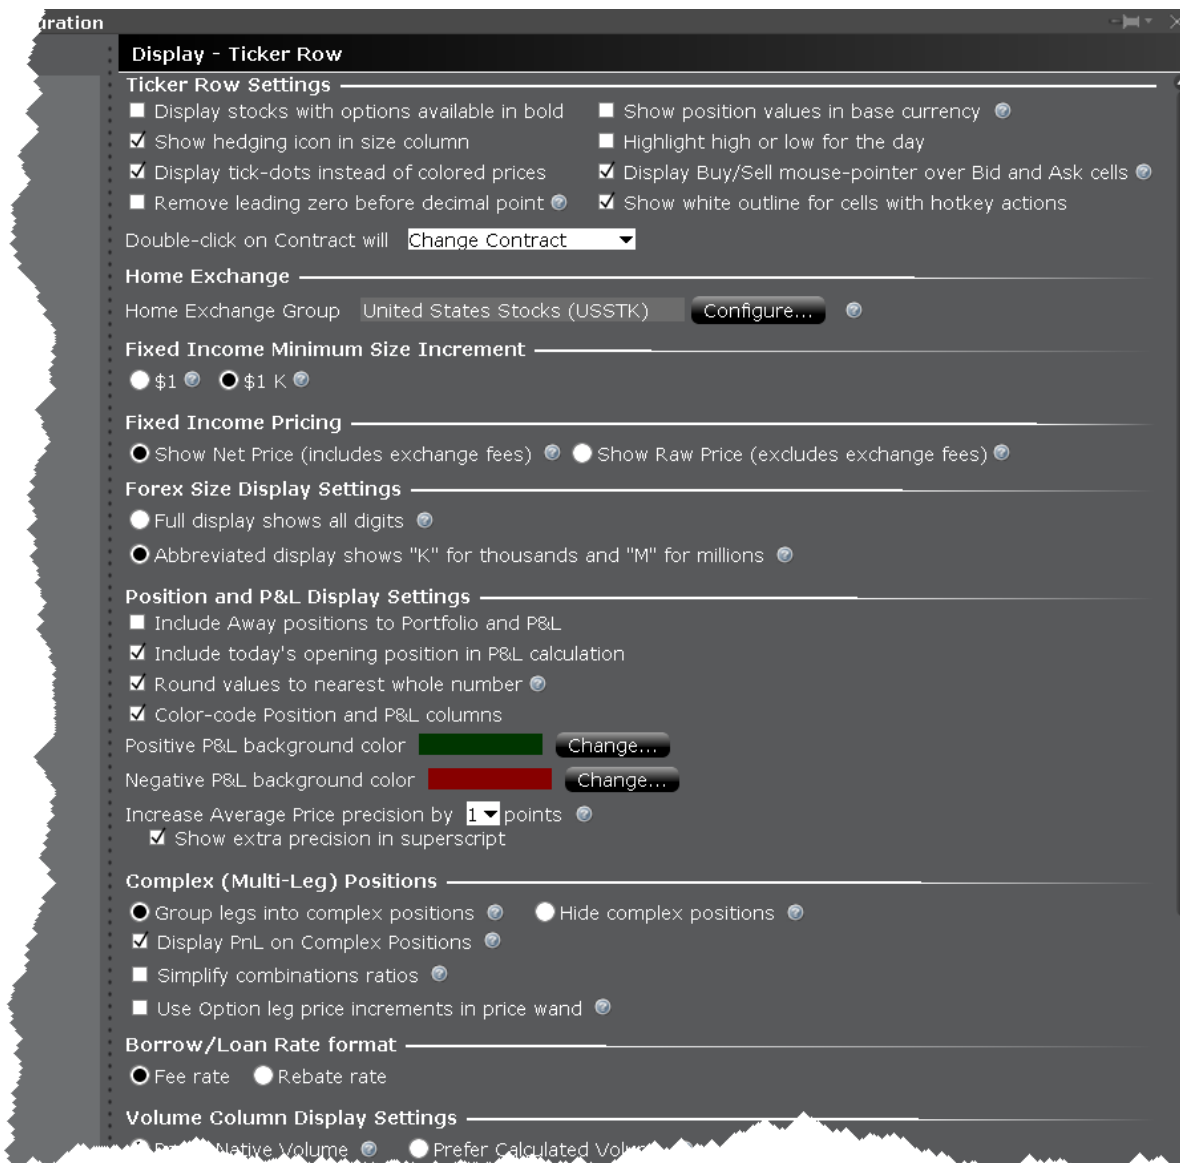 uration
Display - Ticker Row
Ticker Row Settings
Display stocks with options available in bold Show position values in base currency
Show hedging icon in size column Highlight high or low for the day
Display tick-dots instead of colored prices Display Buy/Sell mouse-pointer over Bid and Ask cells
Remove leading zero before decimal point Show white outline for cells with hotkey actions
Double-click on Contract will Change Contract
Home Exchange
Home Exchange Group United States Stocks (USSTK) Configure...
Fixed Income Minimum Size Increment
$1 $1 K
Fixed Income Pricing
Show Net Price (includes exchange fees) Show Raw Price (excludes exchange fees)
Forex Size Display Settings
Full display shows all digits
Abbreviated display shows "K" for thousands and "M" for millions
Position and P&L Display Settings
Include Away positions to Portfolio and P&L
Include today's opening position in P&L calculation
Round values to nearest whole number
Color-code Position and P&L columns
Positive P&L background color Change...
Negative P&L background color Change...
Increase Average Price precision by 1 points
Show extra precision in superscript
Complex (Multi-Leg) Positions
Group legs into complex positions Hide complex positions
Display PnL on Complex Positions
Simplify combinations ratios
Use Option leg price increments in price wand
Borrow/Loan Rate format
Fee rate Rebate rate
Volume Column Display Settings
Native Volume Prefer Calculated Volu